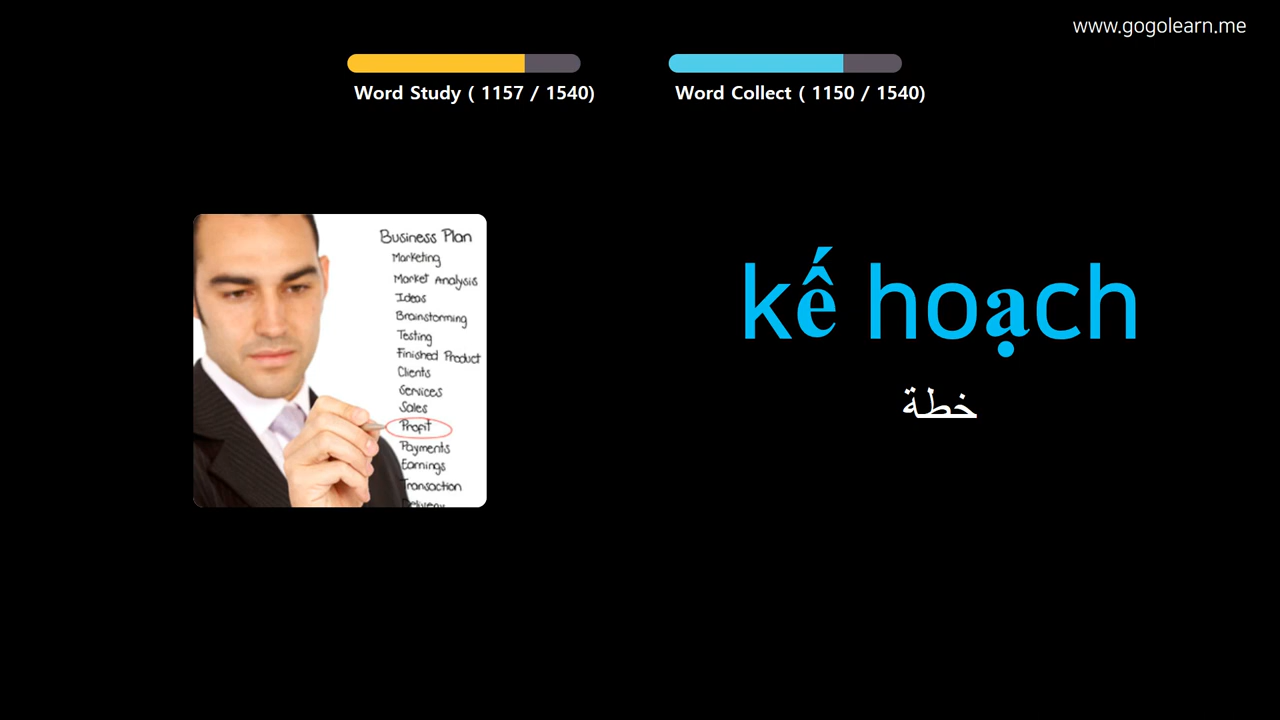 www.gogolearn.me
Word Study ( 1157 / 1540)
Word Collect ( 1150 / 1540)
Business Plan
Marketing
Market Analysis
Ideas
Brainstorming
Testing
Finished Product
Clients
Services
Sales
Profit
Payments
Earnings
Transaction
Delivery
kế hoạch
خطة